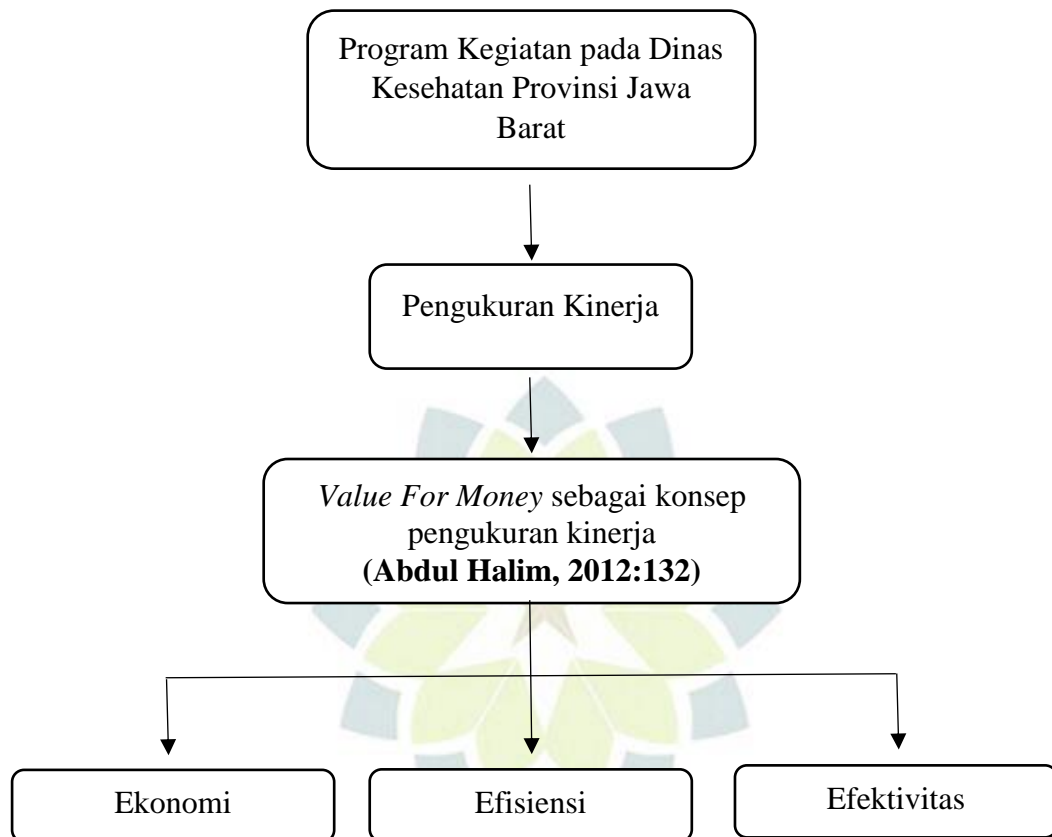 Program Kegiatan pada Dinas
Kesehatan Provinsi Jawa
Barat
Pengukuran Kinerja
Value For Money sebagai konsep
pengukuran kinerja
(Abdul Halim, 2012:132)
Ekonomi
Efisiensi
Efektivitas